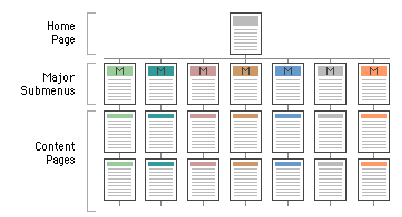 Home
Page
Major
Submenus
M M M M M M M
Content
Pages